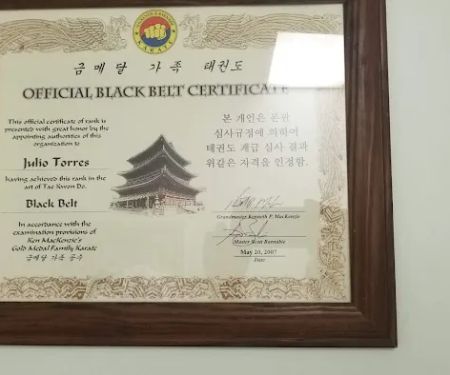 KARATE
금메달 가족 태권도
OFFICIAL BLACK BELT CERTIFICATE
This official certificate of rank is
presented with great honor by the
appointing authorities of this
organization to
Julio Torres
having achieved this rank in the
art of Tae Kwon Do.
Black Belt
In accordance with the
examination provisions of
Ken MacKenzie's
Gold Medal Family Karate
금메달 가족 공수
본 개인은 본관
심사규정에 의하여
태권도 재급 심사 결과
위같은 자격을 인정함.
Grandmaster Kenneth P. MacKenzie
Master Scott
May 20, 2007
Date